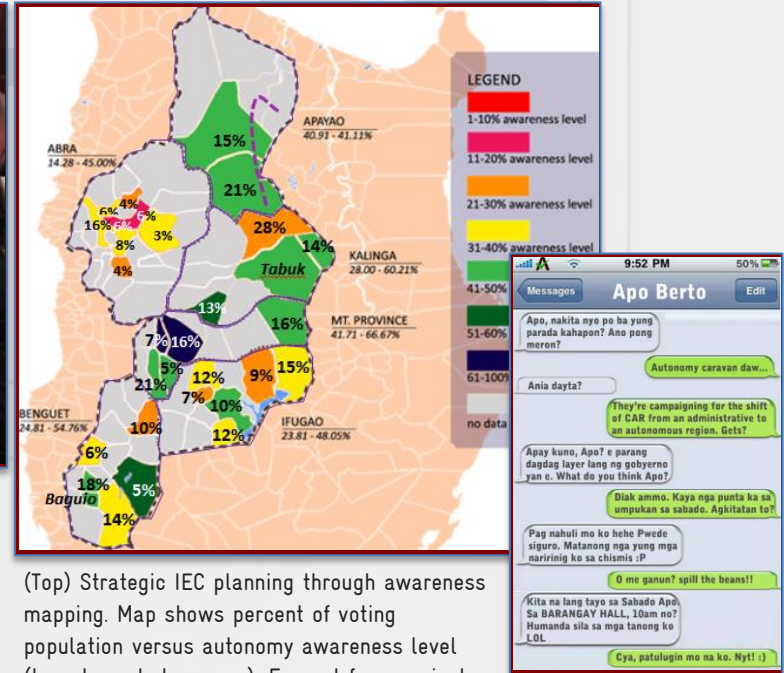 LEGEND
1-10% awareness level
11-20% awareness level
21-30% awareness level
31-40% awareness level
41-50%
51-60%
61-100%
no data
APAYAO
40.91 - 41.11%
ABRA
14.28 - 45.00%
KALINGA
28.00 - 60.21%
MT. PROVINCE
41.71 - 66.67%
IFUGAO
23.81 - 48.05%
BENGUET
24.81 - 54.76%
15%
21%
28%
14%
Tabuk
4%
6%
6%
16%
6%
3%
8%
4%
13%
16%
7%
16%
5%
21%
12%
9%
15%
7%
10%
12%
10%
6%
18%
Baguio
5%
14%
9:52 PM
50%
Messages
Apo Berto
Edit
Apo, nakita nyo po ba yung
parada kahapon? Ano pong
meron?
Autonomy caravan daw...
Ania dayta?
They're campaigning for the shift
of CAR from an administrative to
an autonomous region. Gets?
Apay kuno, Apo? e parang
dagdag layer lang ng gobyerno
yan e. What do you think Apo?
Diak ammo. Kaya nga punta ka sa
umpukan sa sabado. Agkitatan to?
Pag nahuli mo ko hehe Pwede
siguro. Matanong nga yung mga
naririnig ko sa chismis :P
O me ganun? spill the beans!!
Kita na lang tayo sa Sabado Apo.
Sa BARANGAY HALL, 10am no?
Humanda sila sa mga tanong ko
LOL
Cya, patulugin mo na ko. Nyt! :)
(Top) Strategic IEC planning through awareness
mapping. Map shows percent of voting
population versus autonomy awareness level